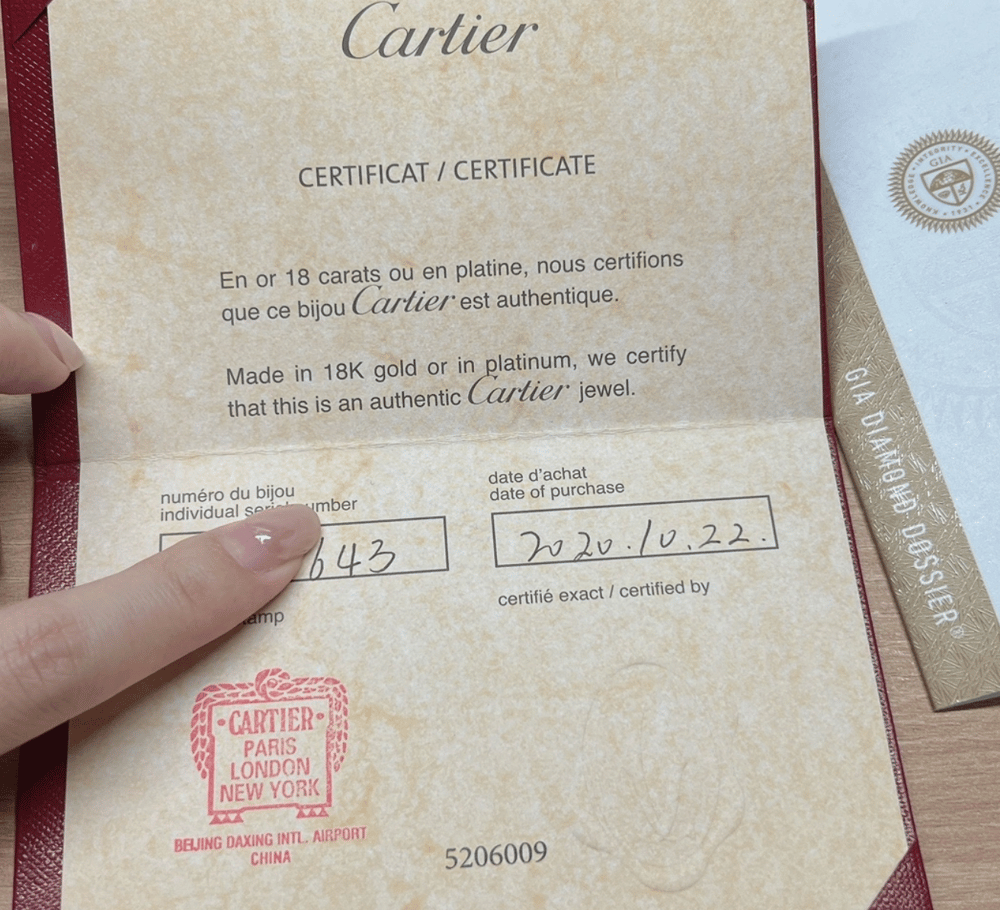 Cartier
CERTIFICAT / CERTIFICATE
En or 18 carats ou en platine, nous certifions
que ce bijou Cartier est authentique.
Made in 18K gold or in platinum, we certify
that this is an authentic Cartier jewel.
numéro du bijou
individual
643
date d'achat
date of purchase
2020.10.22.
certifié exact / certified by
CARTIER
PARIS
LONDON
NEW YORK
BEIJING DAXING INTL. AIRPORT
CHINA
5206009
GIA
KNOWLEDGE • INTEGRITY • EXCELLENCE
GIA DIAMOND DOSSIER®